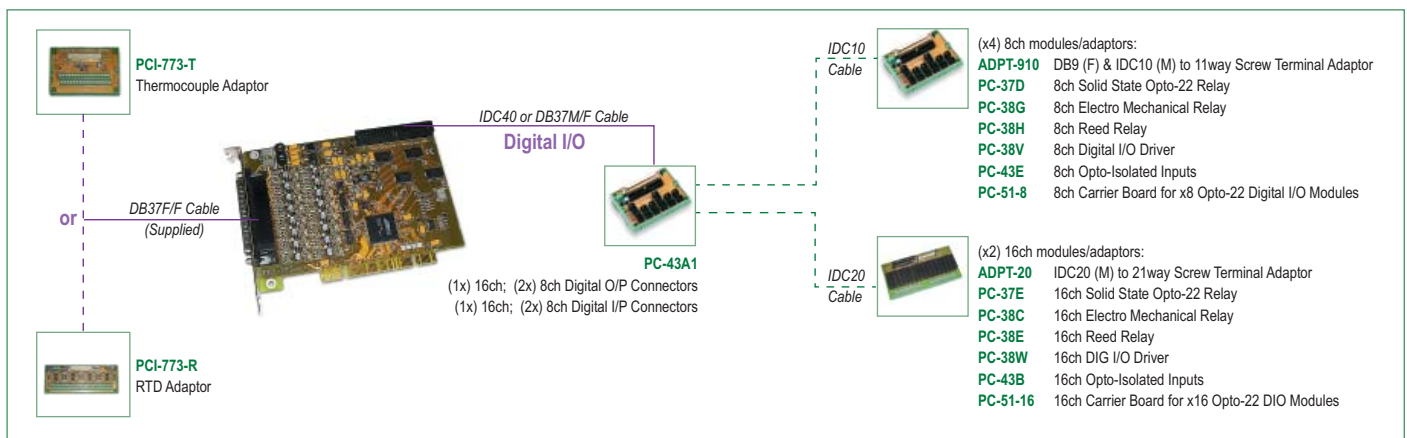 PCI-773-T
Thermocouple Adaptor
or
DB37F/F Cable
(Supplied)
PCI-773-R
RTD Adaptor
IDC40 or DB37M/F Cable
Digital I/O
PC-43A1
(1x) 16ch; (2x) 8ch Digital O/P Connectors
(1x) 16ch; (2x) 8ch Digital I/P Connectors
IDC10
Cable
(x4) 8ch modules/adaptors:
ADPT-910 DB9 (F) & IDC10 (M) to 11way Screw Terminal Adaptor
PC-37D 8ch Solid State Opto-22 Relay
PC-38G 8ch Electro Mechanical Relay
PC-38H 8ch Reed Relay
PC-38V 8ch Digital I/O Driver
PC-43E 8ch Opto-Isolated Inputs
PC-51-8 8ch Carrier Board for x8 Opto-22 Digital I/O Modules
IDC20
Cable
(x2) 16ch modules/adaptors:
ADPT-20 IDC20 (M) to 21way Screw Terminal Adaptor
PC-37E 16ch Solid State Opto-22 Relay
PC-38C 16ch Electro Mechanical Relay
PC-38E 16ch Reed Relay
PC-38W 16ch DIG I/O Driver
PC-43B 16ch Opto-Isolated Inputs
PC-51-16 16ch Carrier Board for x16 Opto-22 DIO Modules